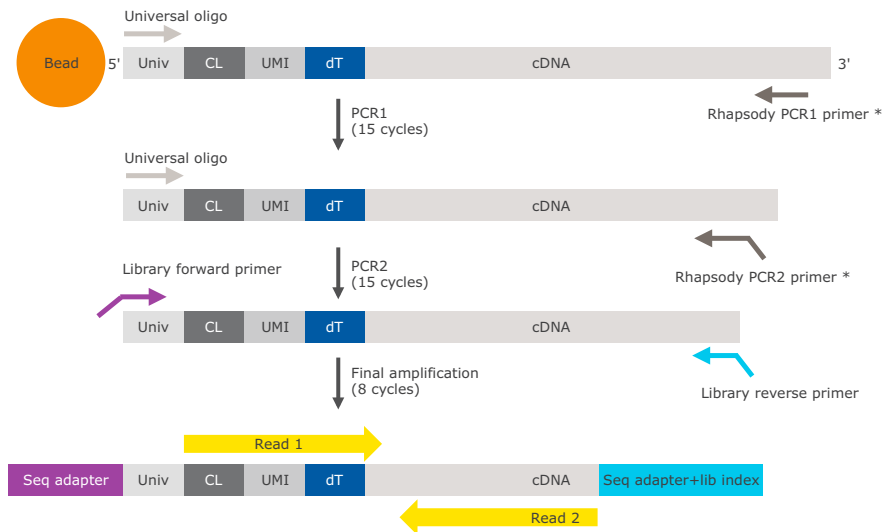 Universal oligo
Bead
5'
Univ
CL
UMI
dT
cDNA
3'
Rhapsody PCR1 primer *
PCR1
(15 cycles)
Universal oligo
Univ
CL
UMI
dT
cDNA
Rhapsody PCR2 primer *
PCR2
(15 cycles)
Library forward primer
Univ
CL
UMI
dT
cDNA
Library reverse primer
Final amplification
(8 cycles)
Read 1
Seq adapter
Univ
CL
UMI
dT
cDNA
Seq adapter+lib index
Read 2